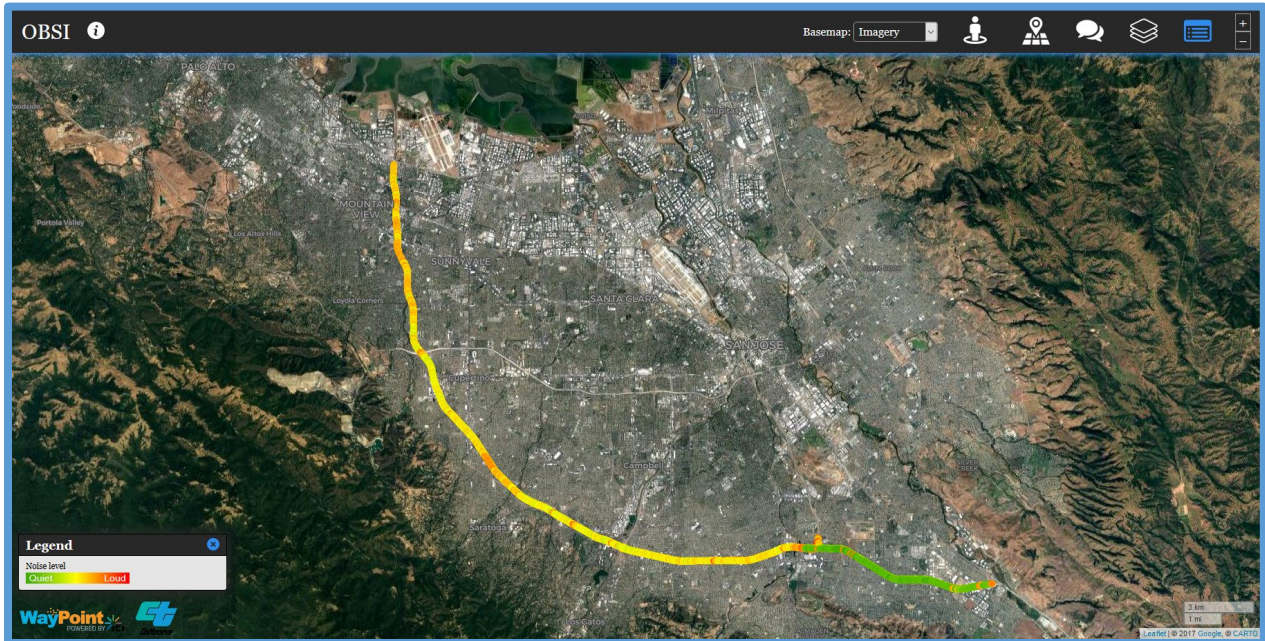 OBSI i
Basemap: Imagery
+
−
PALO ALTO
Milpitas
MOUNTAIN
VIEW
Portola Valley
Los Altos Hills
SUNNYVALE
Loyola Corners
SANTA CLARA
SAN JOSE
Cupertino
Campbell
Saratoga
Los Gatos
Legend
Noise level
Quiet Loud
WayPoint
POWERED BY
3 km
1 mi
Leaflet | © 2017 Google, © CARTO